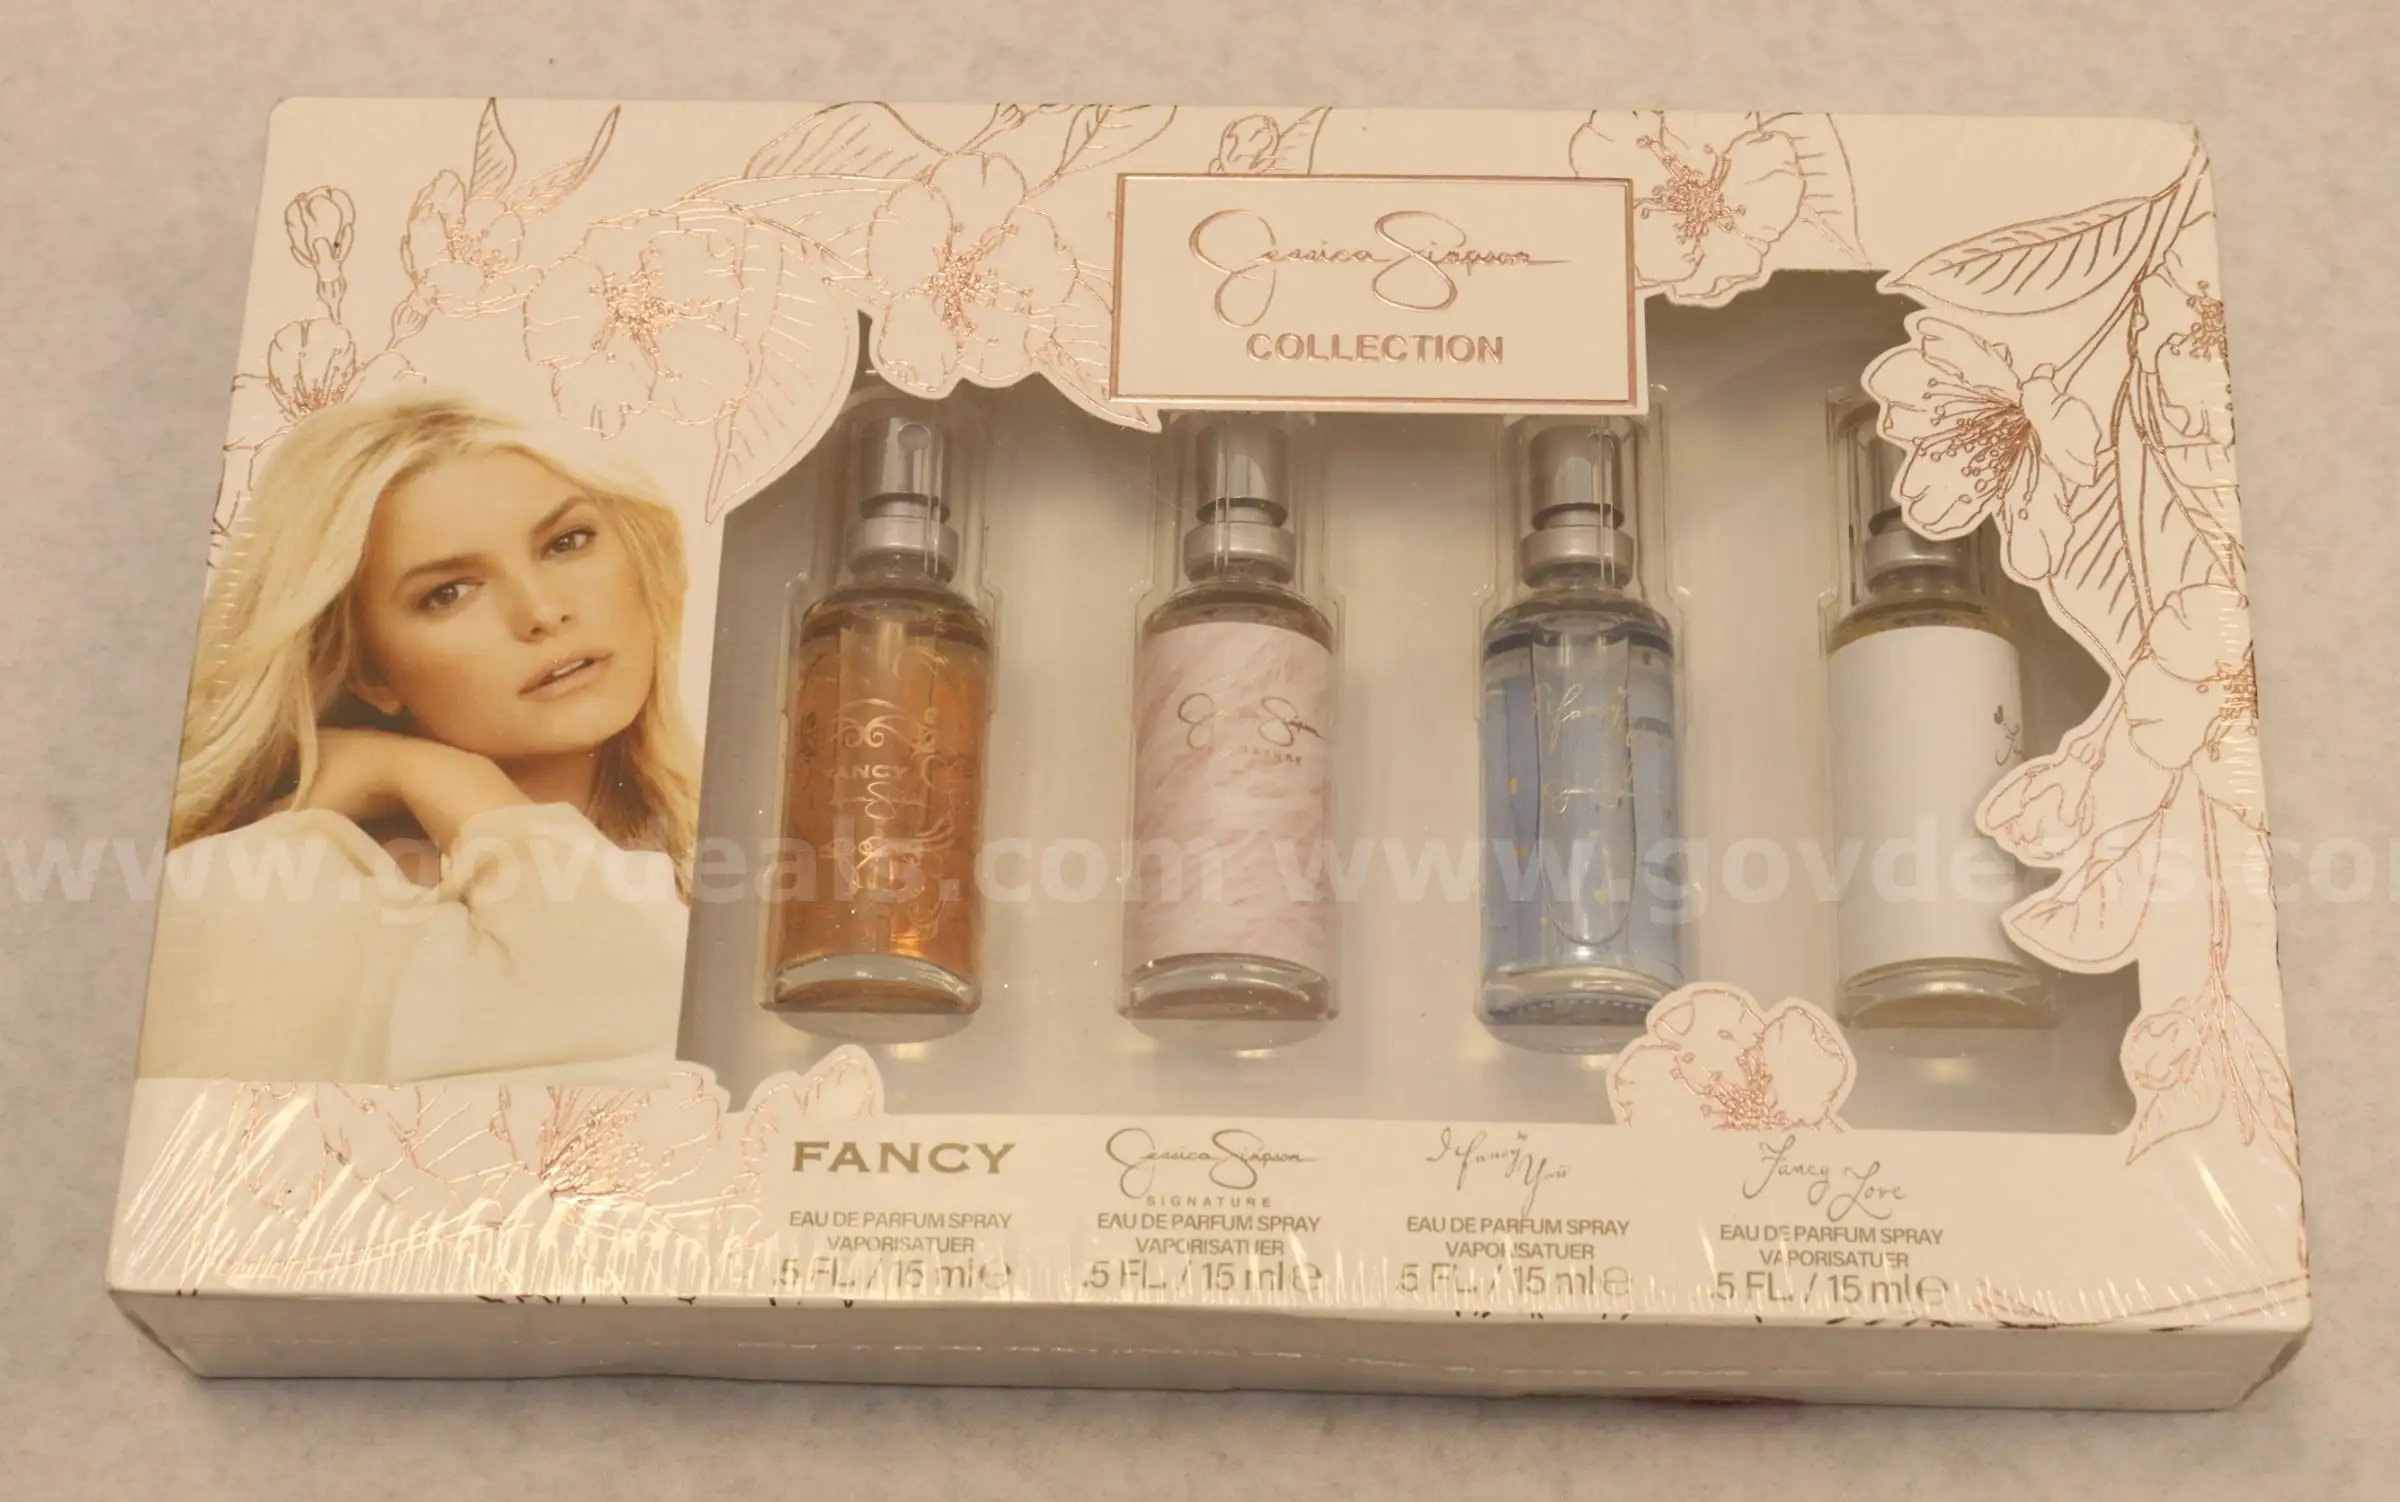 Jessica Simpson
COLLECTION
FANCY
Jessica Simpson
SIGNATURE
I Fancy You
www.govdeals.com www.govdeals.com
FANCY
EAU DE PARFUM SPRAY
VAPORISATUER
.5 FL. / 15 ml e
Jessica Simpson
SIGNATURE
EAU DE PARFUM SPRAY
VAPORISATUER
.5 FL. / 15 ml e
I Fancy You
EAU DE PARFUM SPRAY
VAPORISATUER
.5 FL. / 15 ml e
Fancy Love
EAU DE PARFUM SPRAY
VAPORISATUER
.5 FL. / 15 ml e